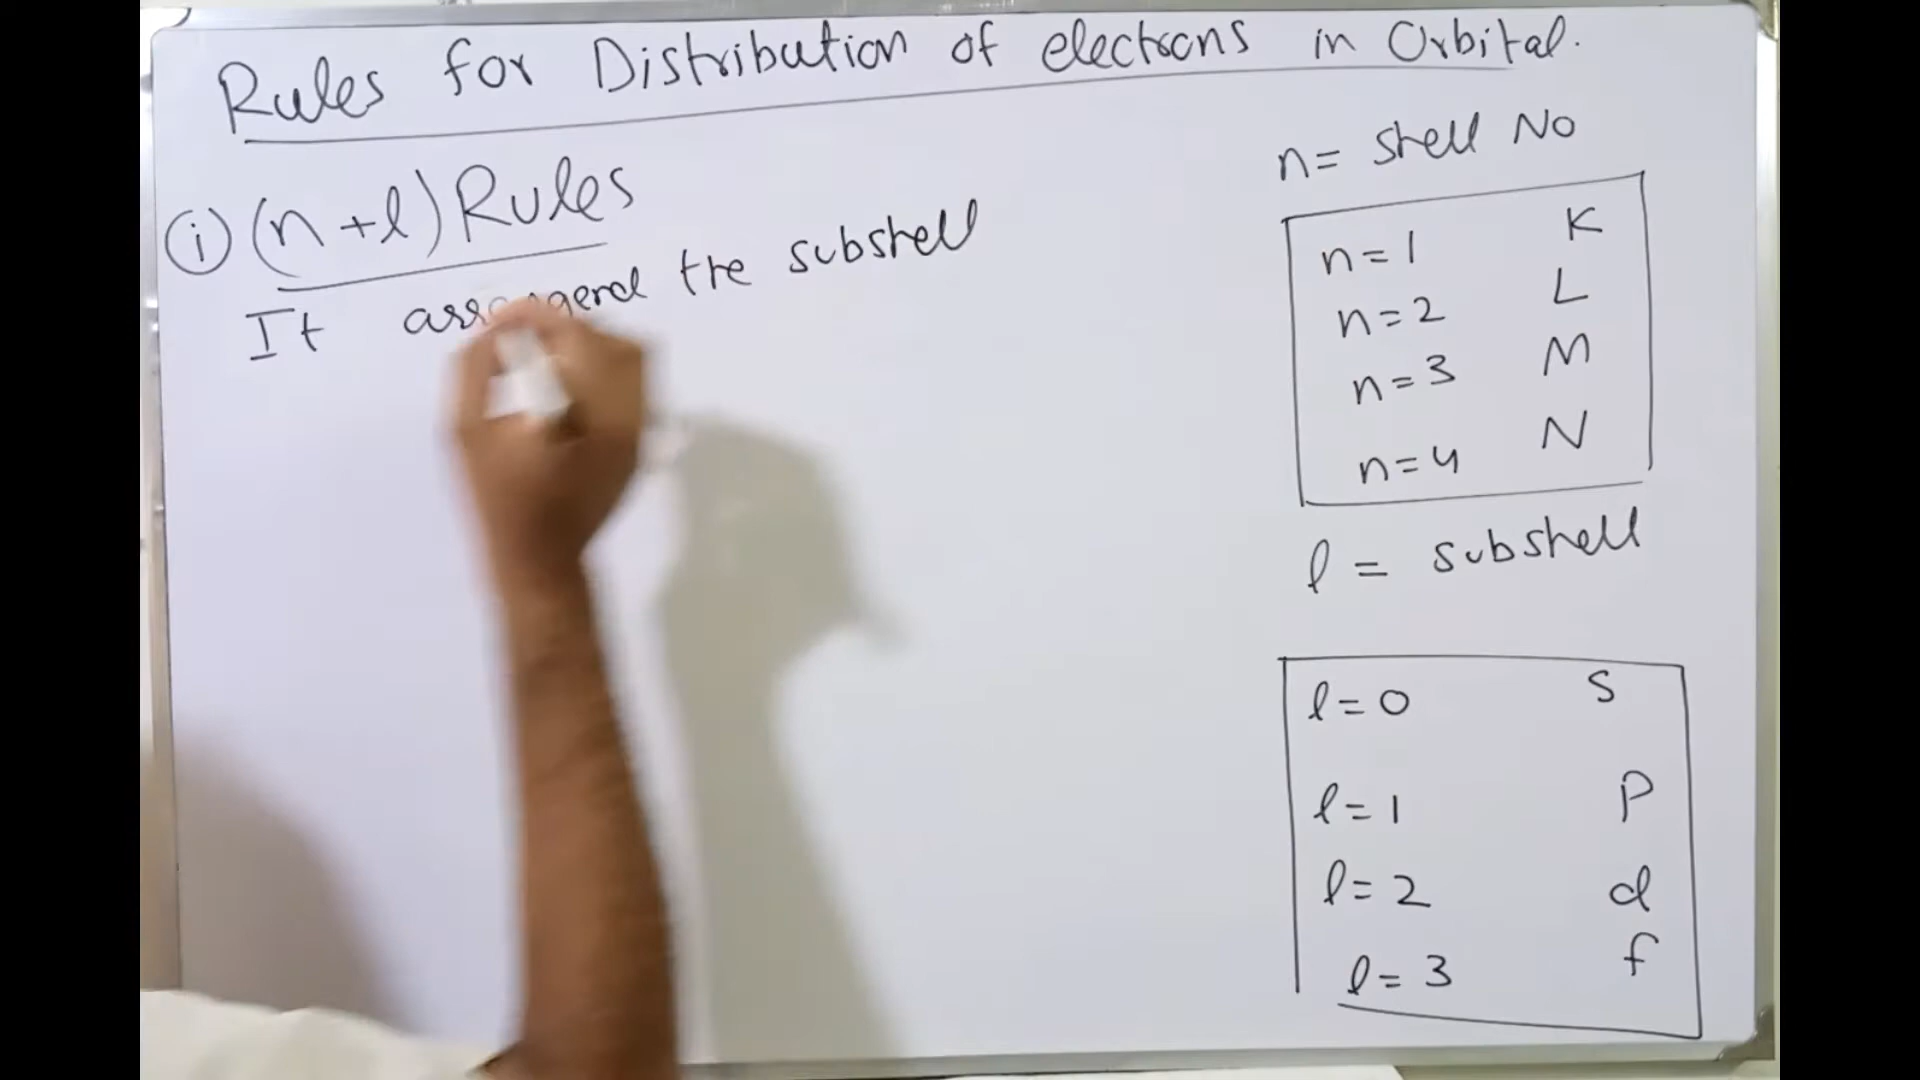 Rules for Distribution of electrons in Orbital.
i (n+l) Rules
It the subshell
n = shell No
n=1 K
n=2 L
n=3 M
n=4 N
l = subshell
l=0 S
l=1 P
l=2 d
l=3 f